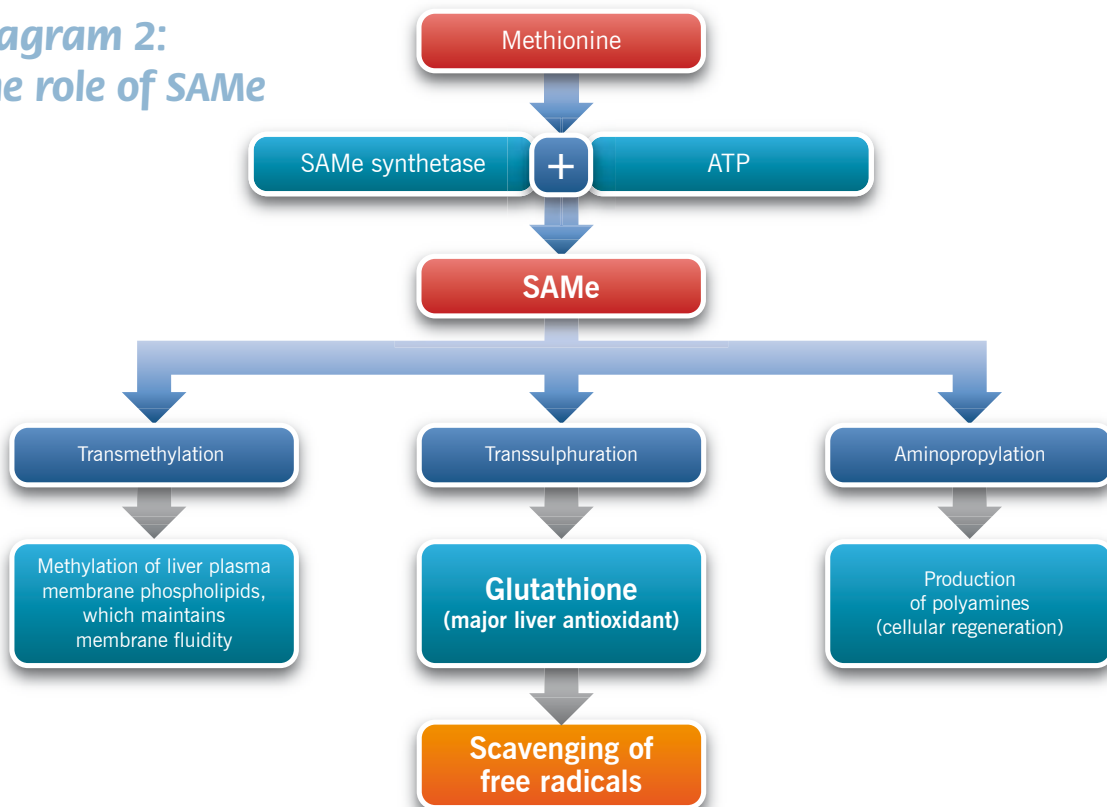 agram 2:
e role of SAMe
Methionine
SAMe synthetase + ATP
SAMe
Transmethylation
Transsulphuration
Aminopropylation
Methylation of liver plasma
membrane phospholipids,
which maintains
membrane fluidity
Glutathione
(major liver antioxidant)
Production
of polyamines
(cellular regeneration)
Scavenging of
free radicals